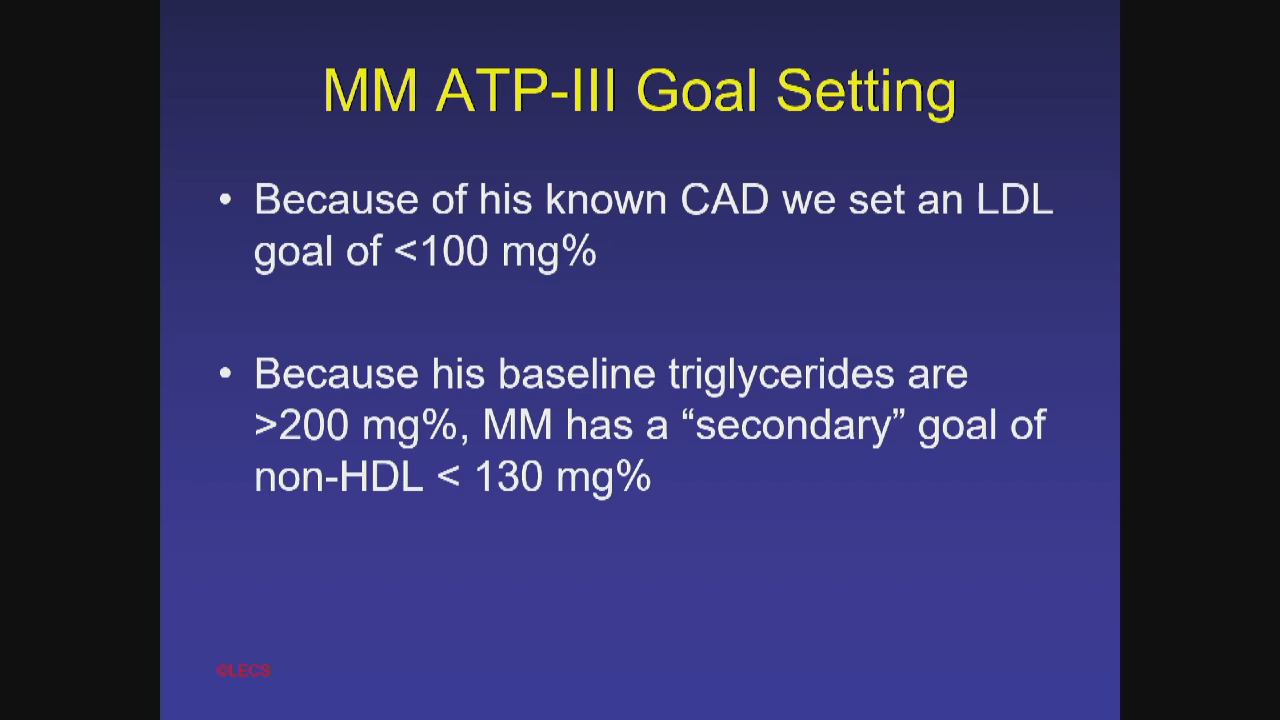 MM ATP-III Goal Setting
• Because of his known CAD we set an LDL
goal of <100 mg%
• Because his baseline triglycerides are
>200 mg%, MM has a “secondary” goal of
non-HDL < 130 mg%
©LECS